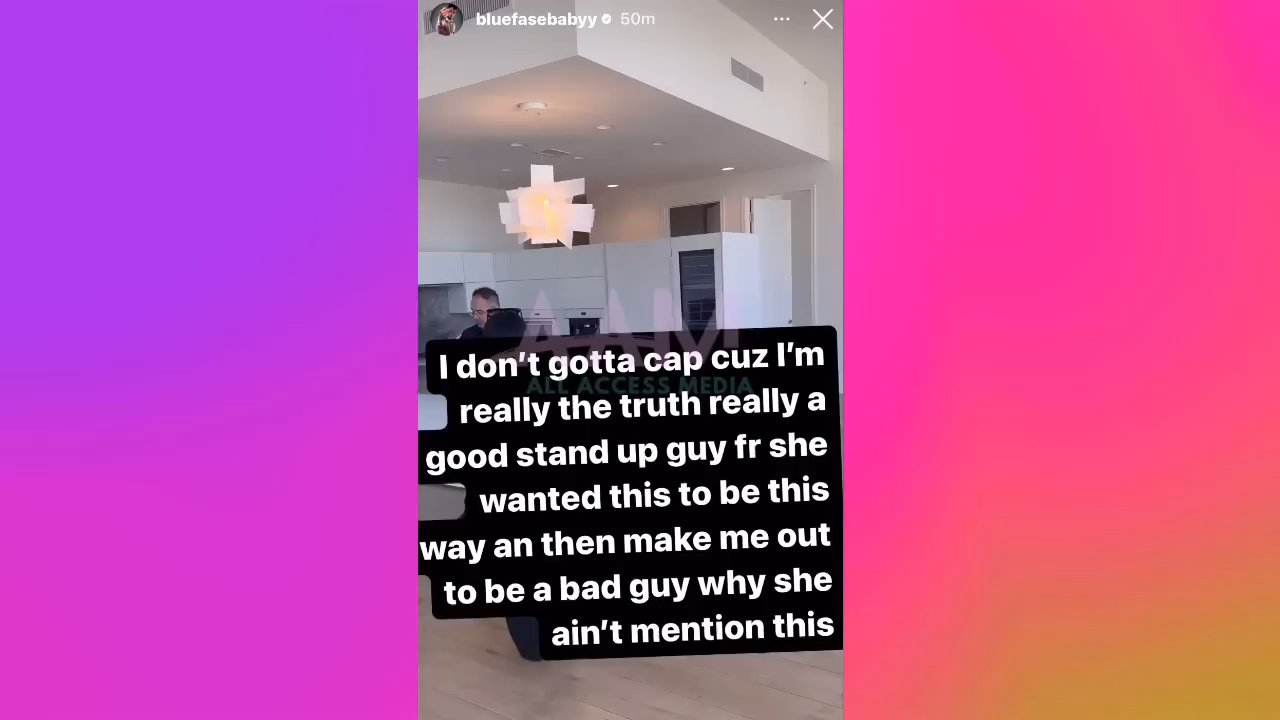 bluefasebabyy 50m
AAM
ALL ACCESS MEDIA
I don’t gotta cap cuz I’m
really the truth really a
good stand up guy fr she
wanted this to be this
way an then make me out
to be a bad guy why she
ain’t mention this